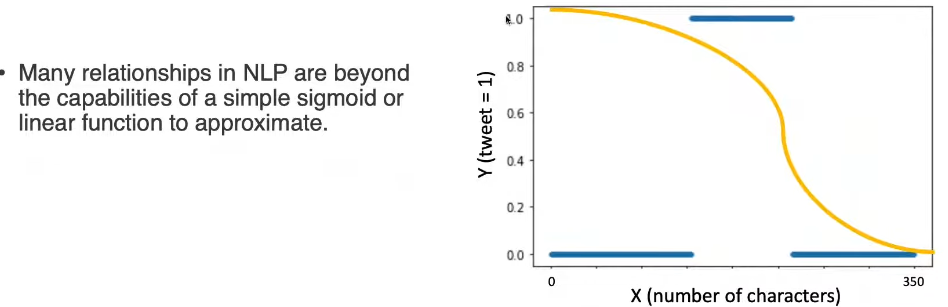 • Many relationships in NLP are beyond
the capabilities of a simple sigmoid or
linear function to approximate.
Y (tweet = 1)
1.0
0.8
0.6
0.4
0.2
0.0
0
350
X (number of characters)